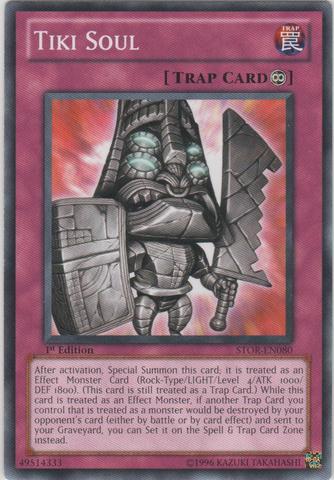 TIKI SOUL
TRAP
罠
[TRAP CARD]
1st Edition
STOR-EN080
After activation, Special Summon this card; it is treated as an
Effect Monster Card (Rock-Type/LIGHT/Level 4/ATK 1000/
DEF 1800). (This card is still treated as a Trap Card.) While this
card is treated as an Effect Monster, if another Trap Card you
control that is treated as a monster would be destroyed by your
opponent's card (either by battle or by card effect) and sent to
your Graveyard, you can Set it on the Spell & Trap Card Zone
instead.
49514333
©1996 KAZUKI TAKAHASHI